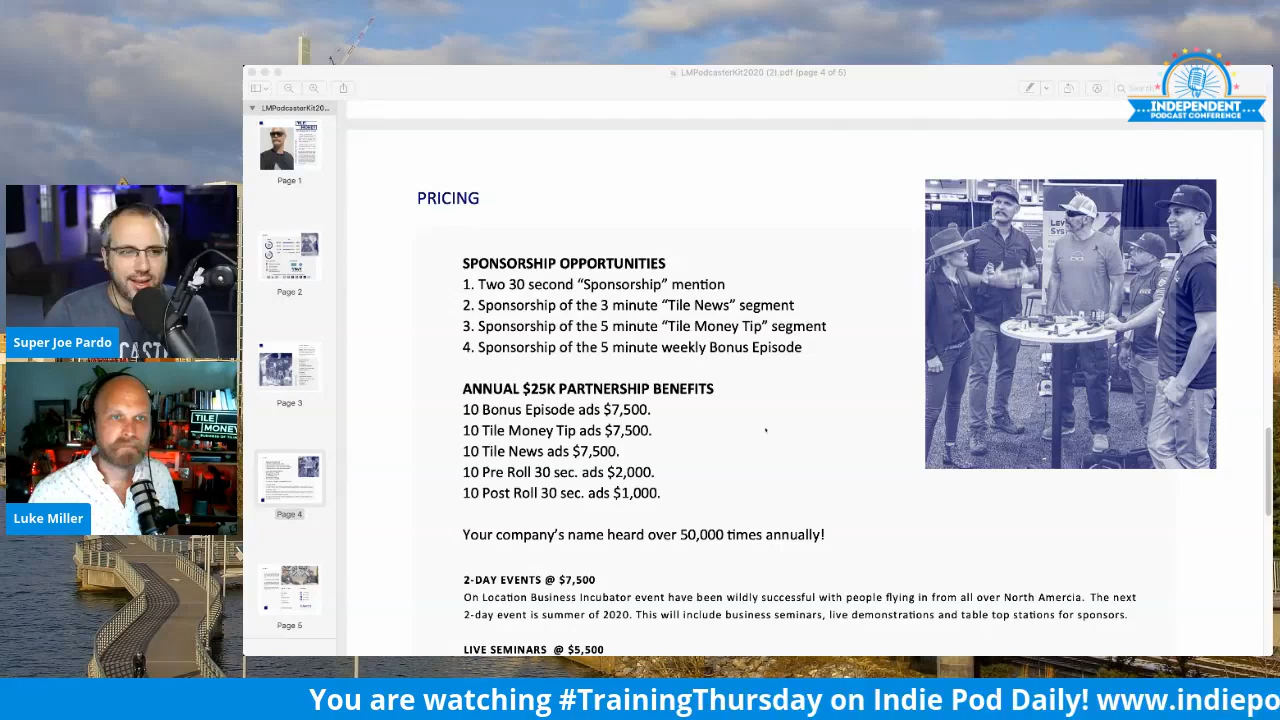 LMPodcasterKit2020 (2).pdf (page 4 of 5)
INDEPENDENT
PODCAST CONFERENCE
LMPodcasterKit20...
Page 1
Page 2
Page 3
Page 4
Page 5
PRICING
SPONSORSHIP OPPORTUNITIES
1. Two 30 second “Sponsorship” mention
2. Sponsorship of the 3 minute “Tile News” segment
3. Sponsorship of the 5 minute “Tile Money Tip” segment
4. Sponsorship of the 5 minute weekly Bonus Episode
ANNUAL $25K PARTNERSHIP BENEFITS
10 Bonus Episode ads $7,500.
10 Tile Money Tip ads $7,500.
10 Tile News ads $7,500.
10 Pre Roll 30 sec. ads $2,000.
10 Post Roll 30 sec. ads $1,000.
Your company’s name heard over 50,000 times annually!
2-DAY EVENTS @ $7,500
On Location Business Incubator event have been wildly successful with people flying in from all over North Amercia. The next
2-day event is summer of 2020. This will include business seminars, live demonstrations and table top stations for sponsors.
LIVE SEMINARS @ $5,500
Super Joe Pardo
TILE
MONEY
Luke Miller
You are watching #TrainingThursday on Indie Pod Daily! www.indiepo